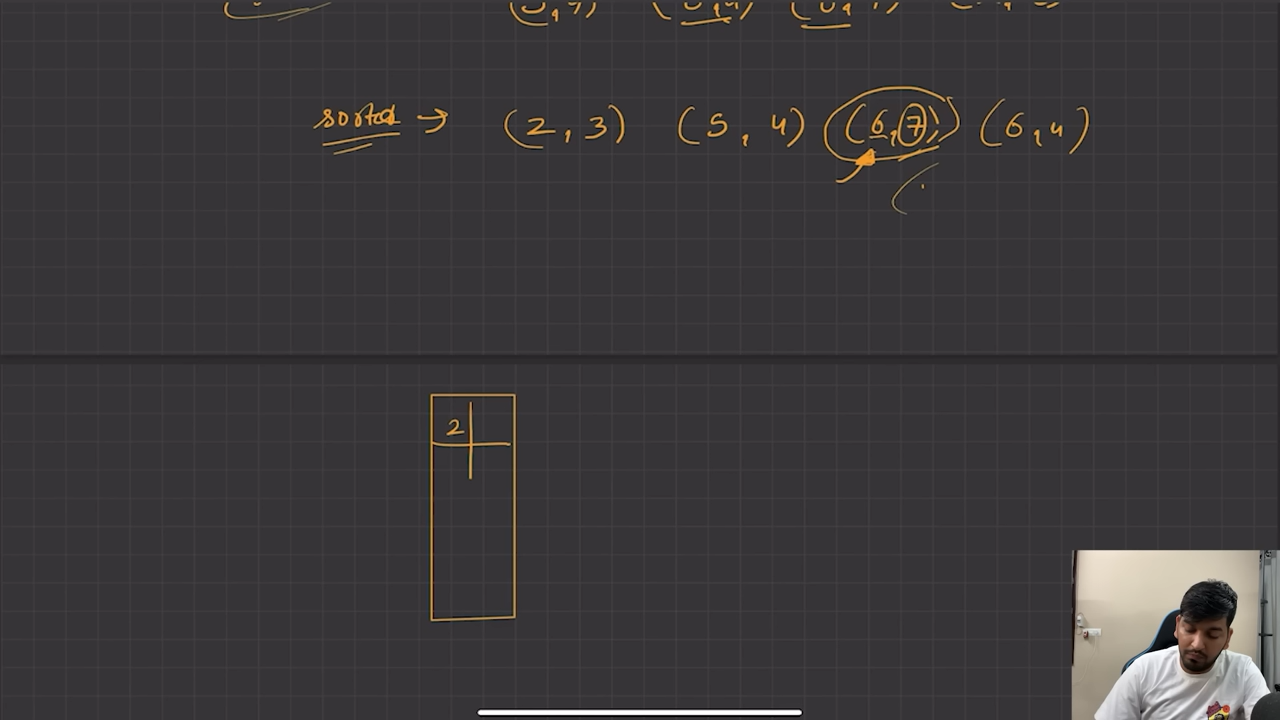 sorted → (2, 3) (5, 4) (6, 7) (6, 4)
2